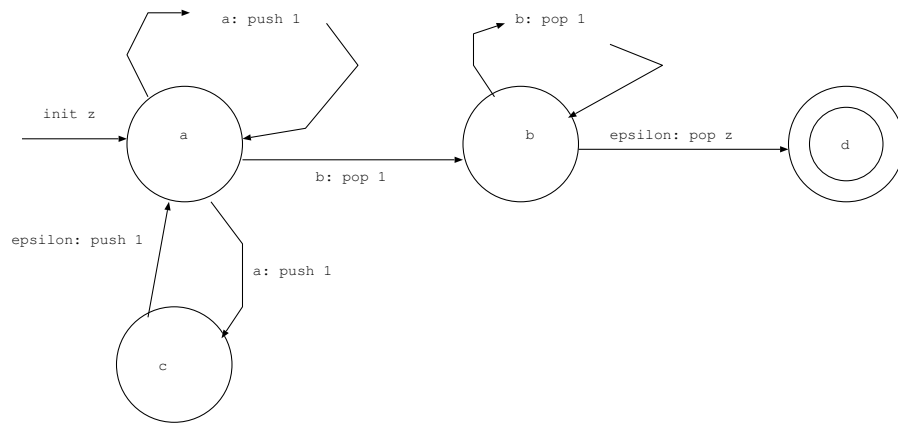 a: push 1
b: pop 1
init z
a
b
epsilon: pop z
d
b: pop 1
epsilon: push 1
a: push 1
c